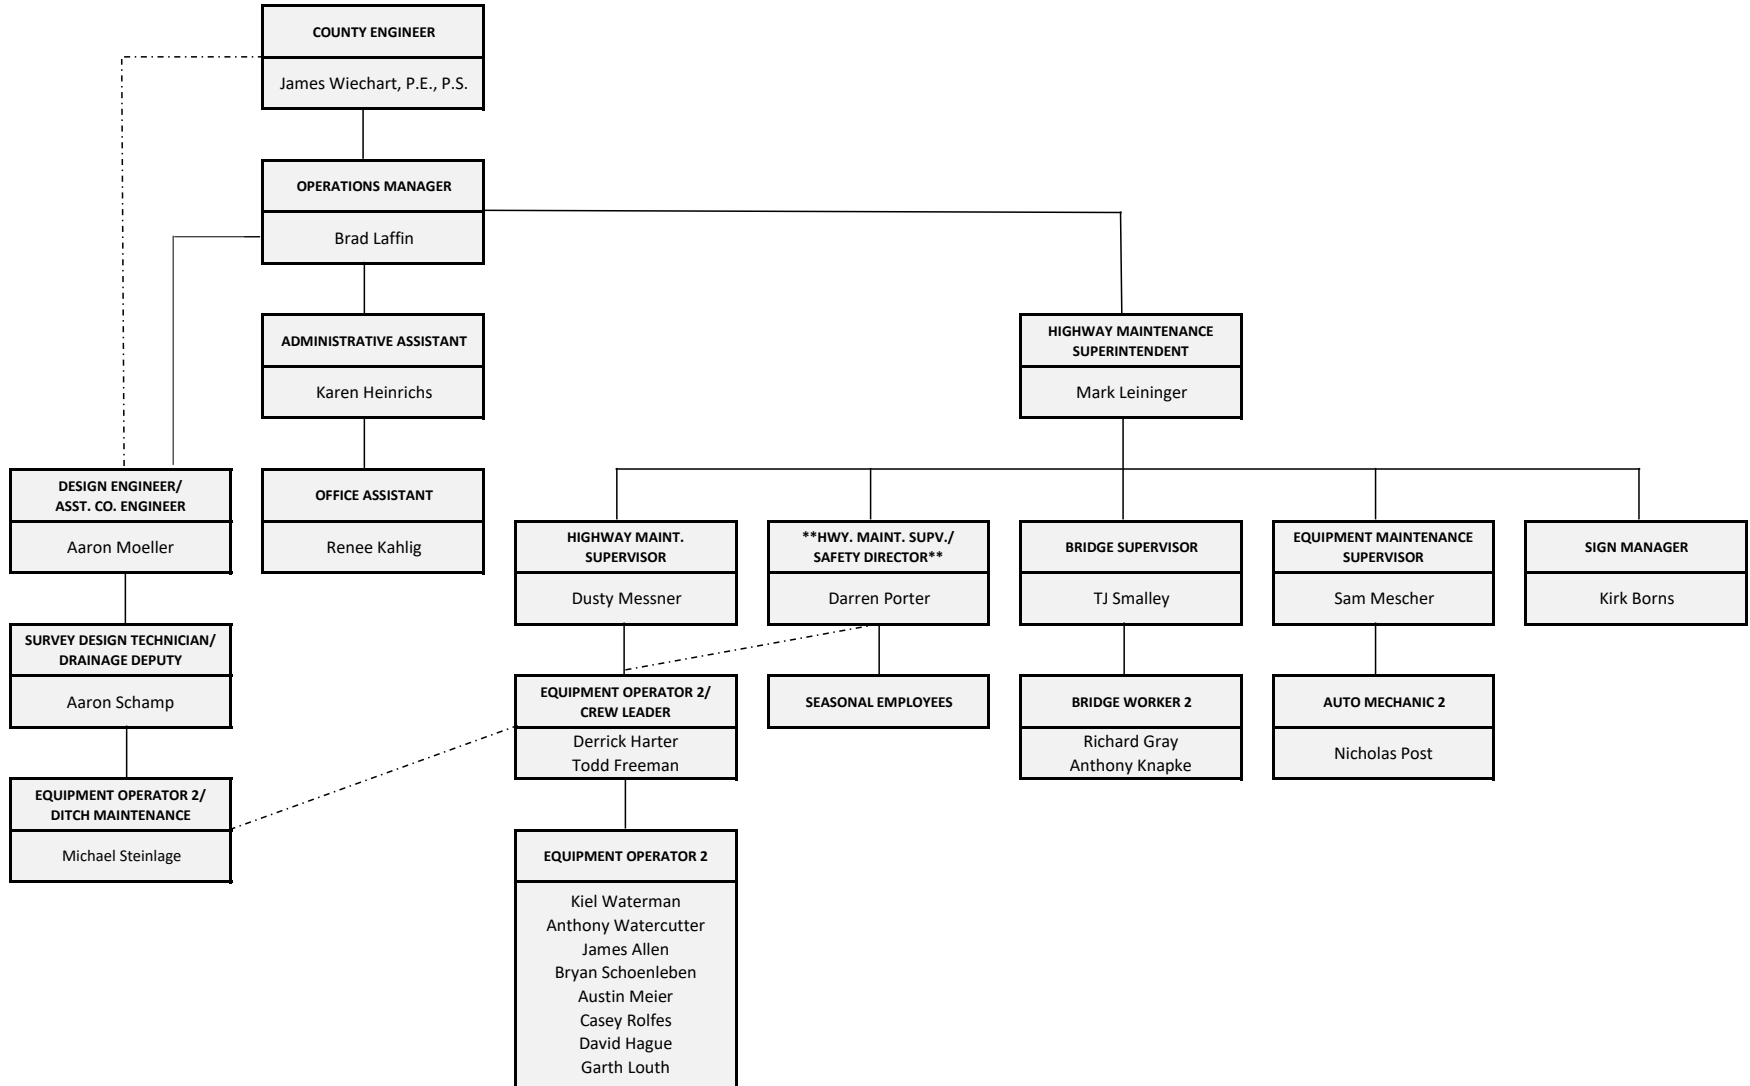 COUNTY ENGINEER
James Wiechart, P.E., P.S.
OPERATIONS MANAGER
Brad Laffin
ADMINISTRATIVE ASSISTANT
Karen Heinrichs
HIGHWAY MAINTENANCE
SUPERINTENDENT
Mark Leininger
DESIGN ENGINEER/
ASST. CO. ENGINEER
Aaron Moeller
OFFICE ASSISTANT
Renee Kahlig
HIGHWAY MAINT.
SUPERVISOR
Dusty Messner
**HWY. MAINT. SUPV./
SAFETY DIRECTOR**
Darren Porter
BRIDGE SUPERVISOR
TJ Smalley
EQUIPMENT MAINTENANCE
SUPERVISOR
Sam Mescher
SIGN MANAGER
Kirk Borns
SURVEY DESIGN TECHNICIAN/
DRAINAGE DEPUTY
Aaron Schamp
EQUIPMENT OPERATOR 2/
CREW LEADER
Derrick Harter
Todd Freeman
SEASONAL EMPLOYEES
BRIDGE WORKER 2
Richard Gray
Anthony Knapke
AUTO MECHANIC 2
Nicholas Post
EQUIPMENT OPERATOR 2/
DITCH MAINTENANCE
Michael Steinlage
EQUIPMENT OPERATOR 2
Kiel Waterman
Anthony Watercutter
James Allen
Bryan Schoenleben
Austin Meier
Casey Rolfes
David Hague
Garth Louth